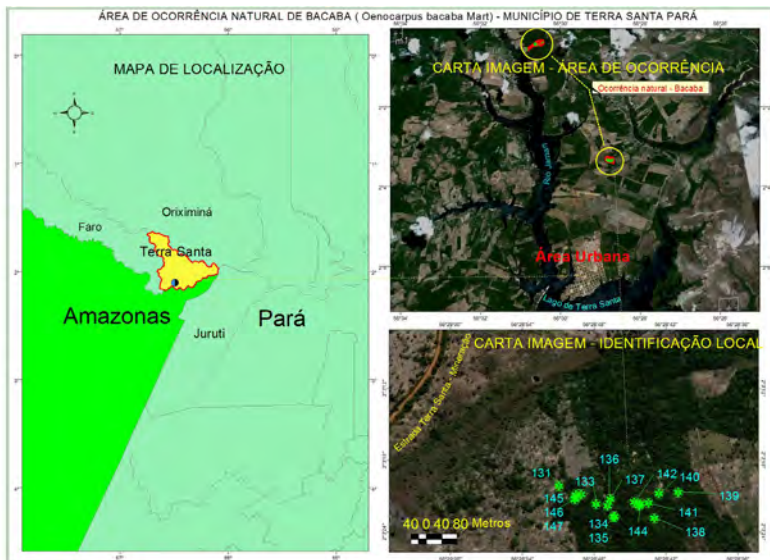 ÁREA DE OCORRÊNCIA NATURAL DE BACABA ( Oenocarpus bacaba Mart) - MUNICÍPIO DE TERRA SANTA PARÁ
MAPA DE LOCALIZAÇÃO
Oriximiná
Faro
Terra Santa
Amazonas
Pará
Juruti
CARTA IMAGEM - ÁREA DE OCORRÊNCIA
Ocorrência natural - Bacaba
Rio Jamari
Área Urbana
Lago de Terra Santa
CARTA IMAGEM - IDENTIFICAÇÃO LOCAL
Estrada Terra Santa - Mineração
136
131
133
137
142
140
139
145
146
147
134
135
144
141
138
40 0 40 80 Metros